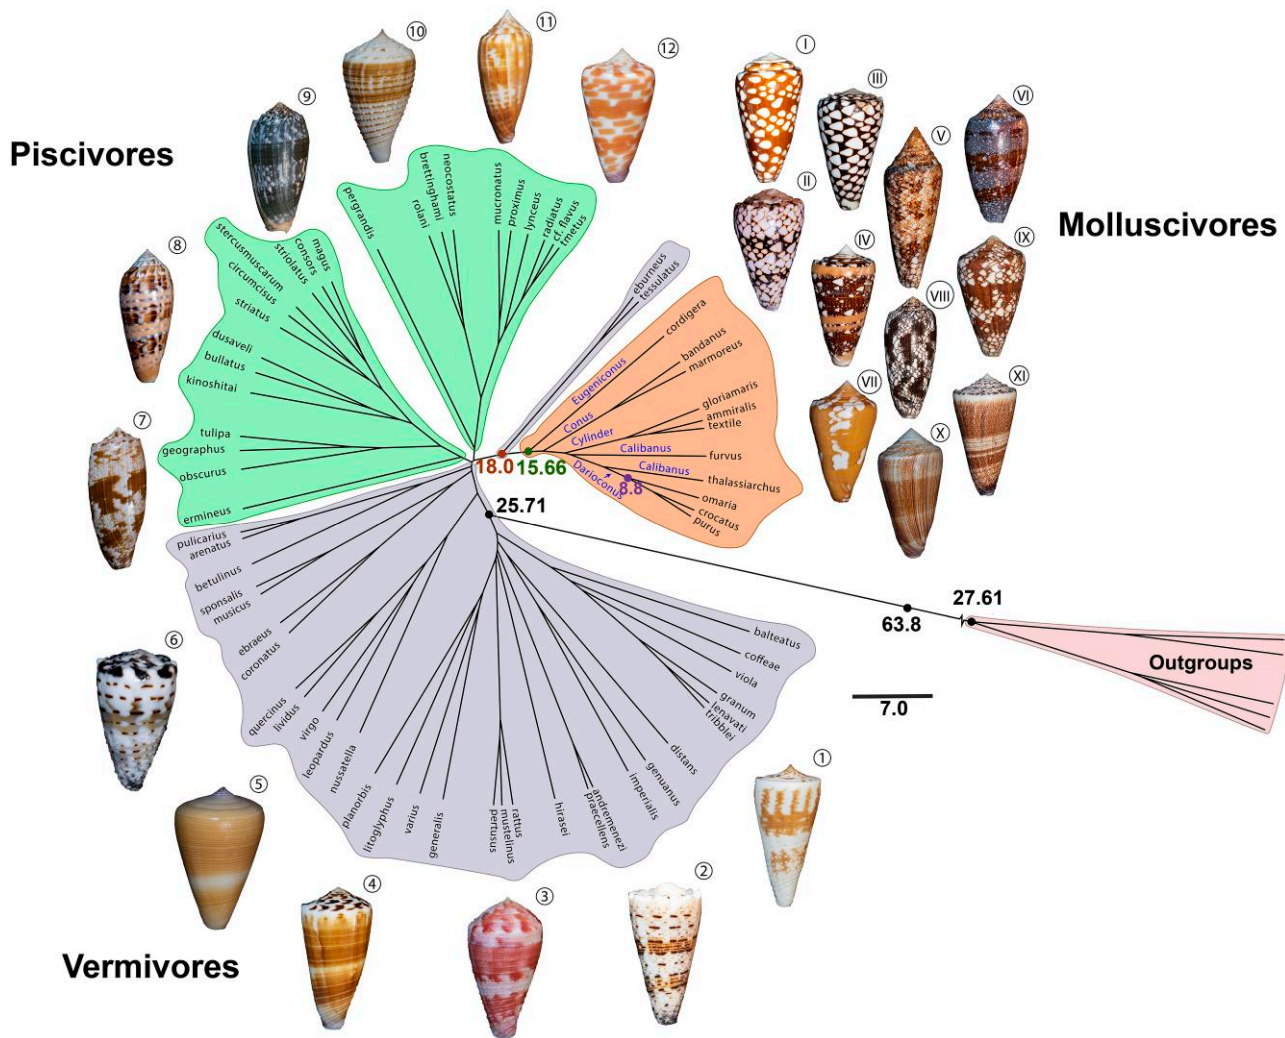 Piscivores
Molluscivores
Vermivores
Outgroups
⑩
⑪
⑫
⑨
⑧
⑦
⑥
⑤
④
③
②
①
Ⅰ
Ⅲ
Ⅵ
Ⅴ
Ⅱ
Ⅳ
Ⅸ
Ⅷ
Ⅶ
Ⅺ
Ⅹ
pergrandis
rolani
brettinghami
neocostatus
mucronatus
proximus
lynceus
radiatus
cf. flavus
tmetus
magus
consors
striolatus
stercusmuscarum
circumcisus
striatus
dusaveli
bullatus
kinoshitai
tulipa
geographus
obscurus
ermineus
eburneus
tessulatus
cordigera
bandanus
marmoreus
gloriamaris
ammiralis
textile
furvus
thalassiarchus
omaria
crocatus
purus
Eugeniconus
Conus
Cylinder
Calibanus
Calibanus
Darioconus
18.0
15.66
8.8
25.71
63.8
27.61
7.0
pulicarius
arenatus
betulinus
sponsalis
musicus
ebraeus
coronatus
quercinus
lividus
virgo
leopardus
nussatella
planorbis
litoglyphus
varius
generalis
pertusus
mustelinus
rattus
hirasei
praecellens
andremenezi
imperialis
genuanus
distans
tribblei
lenavati
granum
viola
coffeae
balteatus